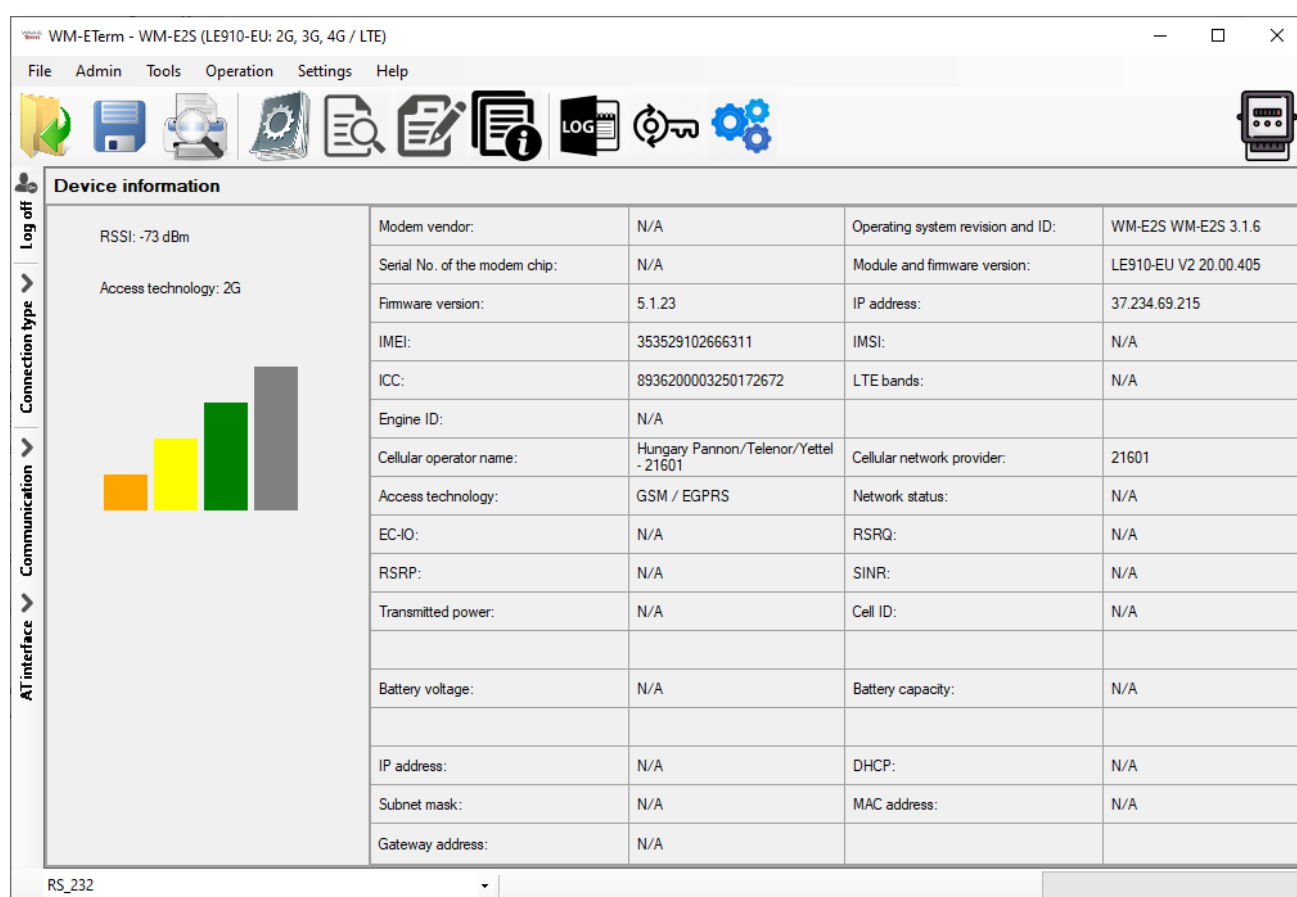 WM-ETerm - WM-E2S (LE910-EU: 2G, 3G, 4G / LTE)
File Admin Tools Operation Settings Help
LOG
Log off
Connection type
Communication
AT interface
Device information
RSSI: -73 dBm
Access technology: 2G
Modem vendor: N/A Operating system revision and ID: WM-E2S WM-E2S 3.1.6
Serial No. of the modem chip: N/A Module and firmware version: LE910-EU V2 20.00.405
Firmware version: 5.1.23 IP address: 37.234.69.215
IMEI: 353529102666311 IMSI: N/A
ICC: 8936200003250172672 LTE bands: N/A
Engine ID: N/A
Cellular operator name: Hungary Pannon/Telenor/Yettel - 21601 Cellular network provider: 21601
Access technology: GSM / EGPRS Network status: N/A
EC-IO: N/A RSRQ: N/A
RSRP: N/A SINR: N/A
Transmitted power: N/A Cell ID: N/A
Battery voltage: N/A Battery capacity: N/A
IP address: N/A DHCP: N/A
Subnet mask: N/A MAC address: N/A
Gateway address: N/A
RS_232